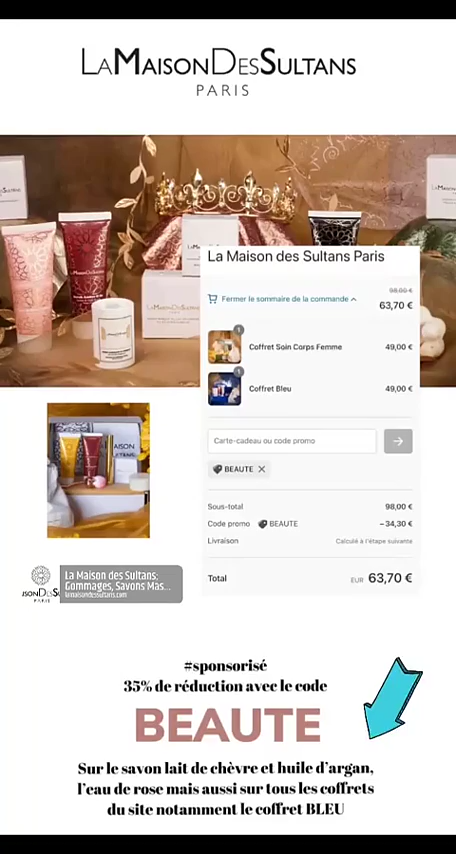 LAMAISONDESSULTANS
PARIS
La Maison des Sultans Paris
98,00 €
Fermer le sommaire de la commande
63,70 €
1
Coffret Soin Corps Femme
49,00 €
1
Coffret Bleu
49,00 €
Carte-cadeau ou code promo
BEAUTE
Sous-total
98,00 €
Code promo BEAUTE
−34,30 €
Livraison
Calculé à l'étape suivante
Total
EUR 63,70 €
La Maison des Sultans;
Gommages, Savons Mas...
lamaisondessultans.com
PARIS
#sponsorisé
35% de réduction avec le code
BEAUTE
Sur le savon lait de chèvre et huile d'argan,
l'eau de rose mais aussi sur tous les coffrets
du site notamment le coffret BLEU